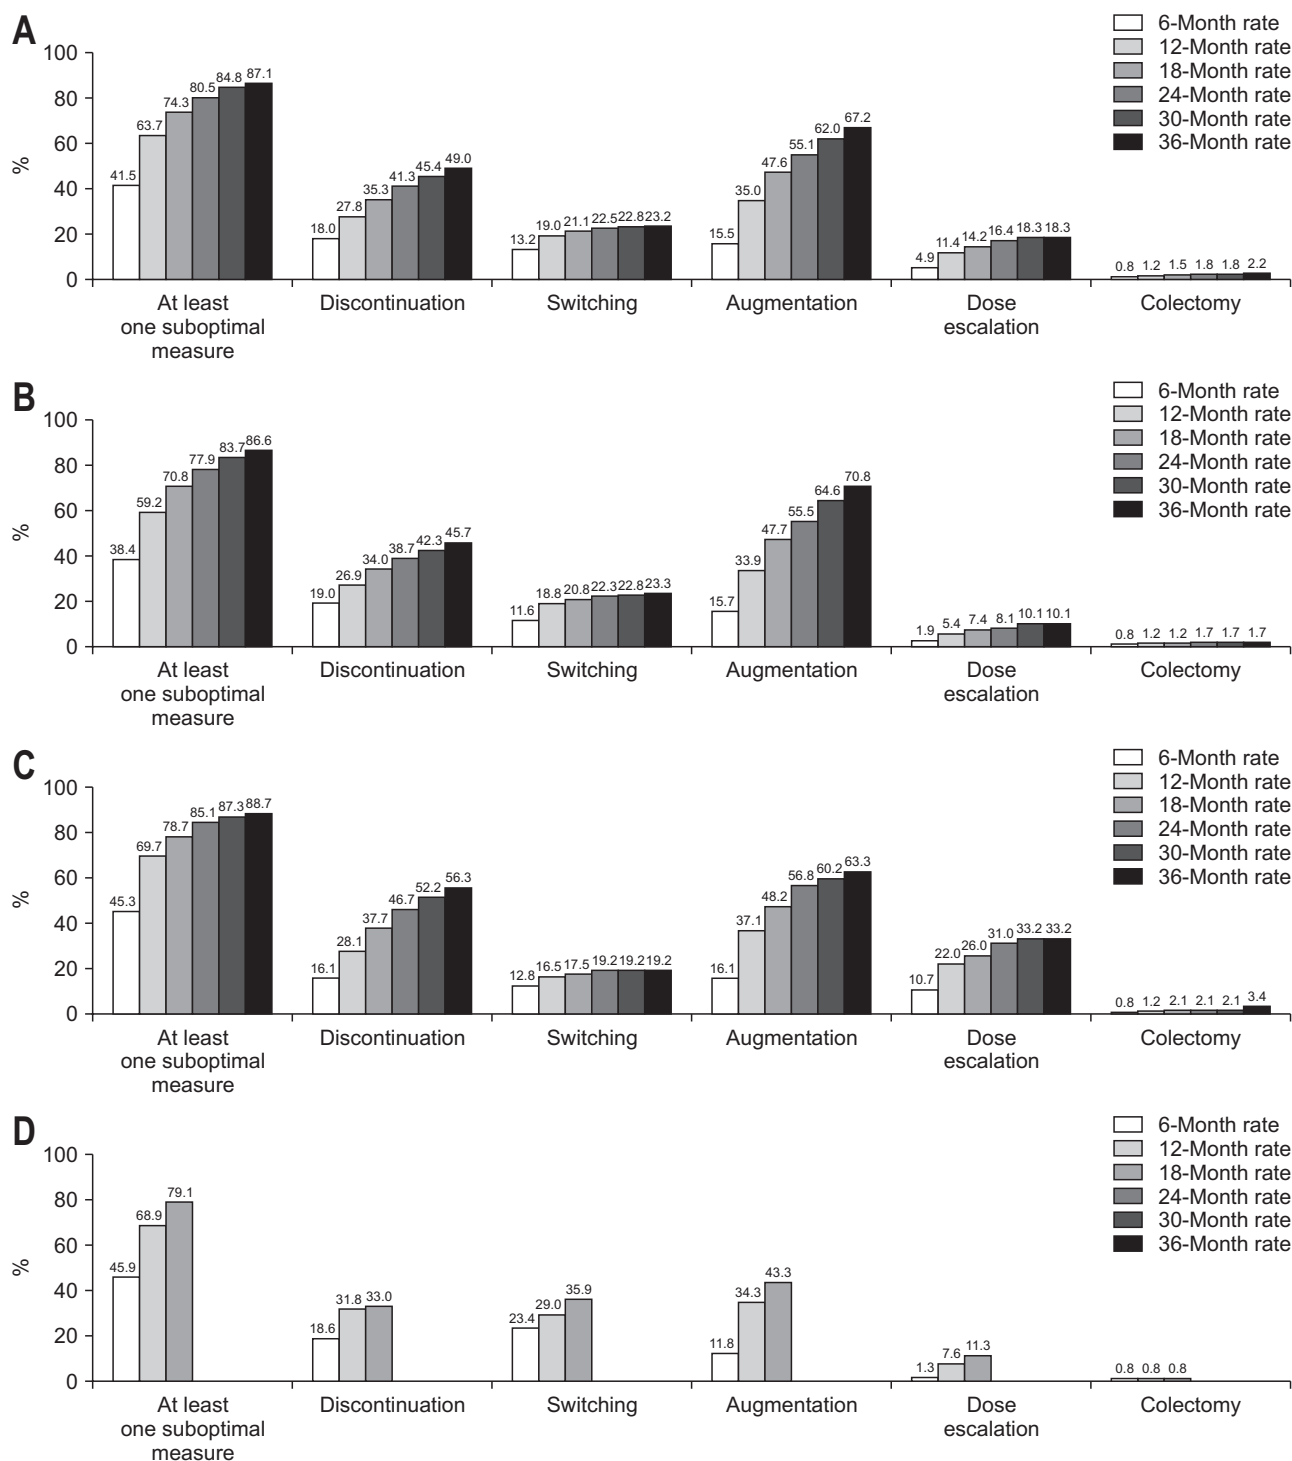 A
6-Month rate
12-Month rate
18-Month rate
24-Month rate
30-Month rate
36-Month rate
%
100
80
60
40
20
0
41.5 63.7 74.3 80.5 84.8 87.1
18.0 27.8 35.3 41.3 45.4 49.0
13.2 19.0 21.1 22.5 22.8 23.2
15.5 35.0 47.6 55.1 62.0 67.2
4.9 11.4 14.2 16.4 18.3 18.3
0.8 1.2 1.5 1.8 1.8 2.2
At least
one suboptimal
measure
Discontinuation
Switching
Augmentation
Dose
escalation
Colectomy
B
6-Month rate
12-Month rate
18-Month rate
24-Month rate
30-Month rate
36-Month rate
%
100
80
60
40
20
0
38.4 59.2 70.8 77.9 83.7 86.6
19.0 26.9 34.0 38.7 42.3 45.7
11.6 18.8 20.8 22.3 22.8 23.3
15.7 33.9 47.7 55.5 64.6 70.8
1.9 5.4 7.4 8.1 10.1 10.1
0.8 1.2 1.2 1.7 1.7 1.7
At least
one suboptimal
measure
Discontinuation
Switching
Augmentation
Dose
escalation
Colectomy
C
6-Month rate
12-Month rate
18-Month rate
24-Month rate
30-Month rate
36-Month rate
%
100
80
60
40
20
0
45.3 69.7 78.7 85.1 87.3 88.7
16.1 28.1 37.7 46.7 52.2 56.3
12.8 16.5 17.5 19.2 19.2 19.2
16.1 37.1 48.2 56.8 60.2 63.3
10.7 22.0 26.0 31.0 33.2 33.2
0.8 1.2 2.1 2.1 2.1 3.4
At least
one suboptimal
measure
Discontinuation
Switching
Augmentation
Dose
escalation
Colectomy
D
6-Month rate
12-Month rate
18-Month rate
24-Month rate
30-Month rate
36-Month rate
%
100
80
60
40
20
0
45.9 68.9 79.1
18.6 31.8 33.0
23.4 29.0 35.9
11.8 34.3 43.3
1.3 7.6 11.3
0.8 0.8 0.8
At least
one suboptimal
measure
Discontinuation
Switching
Augmentation
Dose
escalation
Colectomy